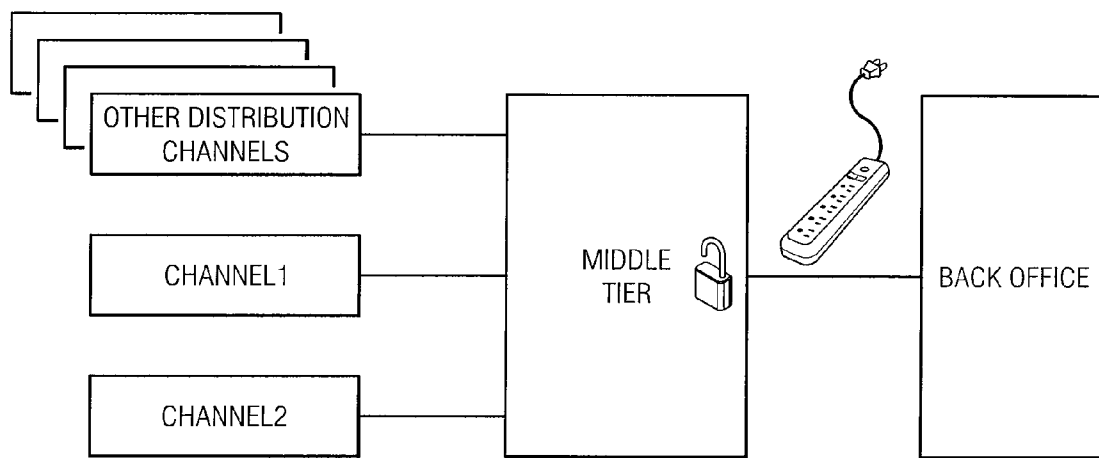 OTHER DISTRIBUTION
CHANNELS
CHANNEL1
CHANNEL2
MIDDLE
TIER
BACK OFFICE